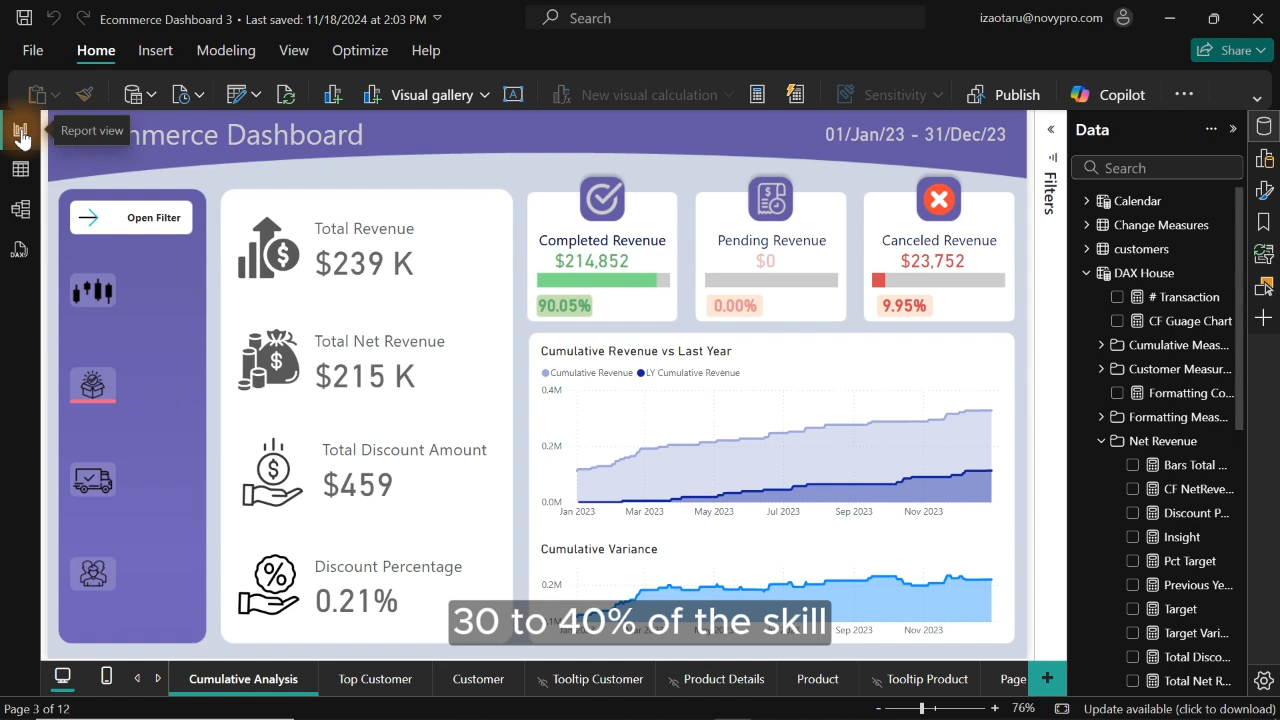 Ecommerce Dashboard 3 • Last saved: 11/18/2024 at 2:03 PM
Search
izaotaru@novypro.com
File
Home
Insert
Modeling
View
Optimize
Help
Share
Visual gallery
New visual calculation
Sensitivity
Publish
Copilot
Report view
mmerce Dashboard
01/Jan/23 - 31/Dec/23
Open Filter
Total Revenue
$239 K
Total Net Revenue
$215 K
Total Discount Amount
$459
Discount Percentage
0.21%
Completed Revenue
$214,852
90.05%
Pending Revenue
$0
0.00%
Canceled Revenue
$23,752
9.95%
Cumulative Revenue vs Last Year
Cumulative Revenue LY Cumulative Revenue
0.4M
0.2M
0.0M
Jan 2023 Mar 2023 May 2023 Jul 2023 Sep 2023 Nov 2023
Cumulative Variance
0.2M
Sep 2023 Nov 2023
30 to 40% of the skill
Filters
Data
Search
Calendar
Change Measures
customers
DAX House
# Transaction
CF Guage Chart
Cumulative Meas...
Customer Measur...
Formatting Co...
Formatting Meas...
Net Revenue
Bars Total ...
CF NetReve...
Discount P...
Insight
Pct Target
Previous Ye...
Target
Target Vari...
Total Disco...
Total Net R...
Cumulative Analysis
Top Customer
Customer
Tooltip Customer
Product Details
Product
Tooltip Product
Page
Page 3 of 12
76%
Update available (click to download)